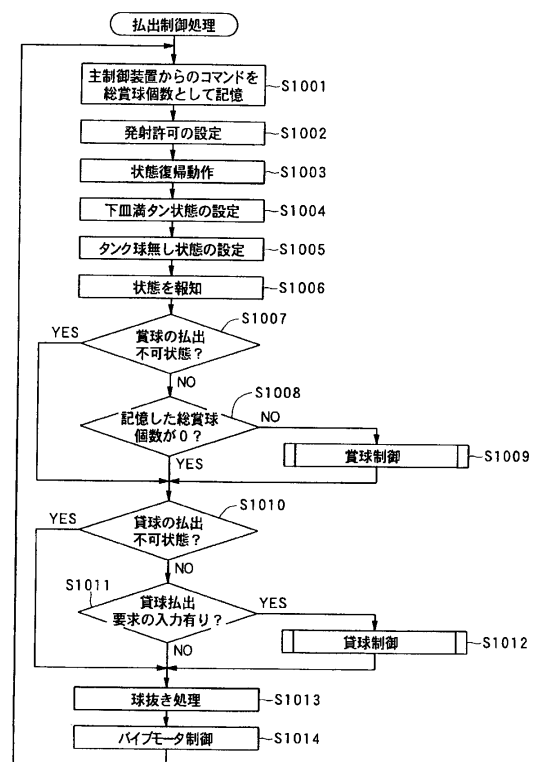 払出制御処理
主制御装置からのコマンドを
総賞球個数として記憶
S1001
発射許可の設定
S1002
状態復帰動作
S1003
下皿満タン状態の設定
S1004
タンク球無し状態の設定
S1005
状態を報知
S1006
S1007
YES
賞球の払出
不可状態?
NO
S1008
記憶した総賞球
個数が0?
NO
YES
賞球制御
S1009
S1010
YES
貸球の払出
不可状態?
NO
S1011
貸球払出
要求の入力有り?
YES
NO
貸球制御
S1012
球抜き処理
S1013
バイブモータ制御
S1014